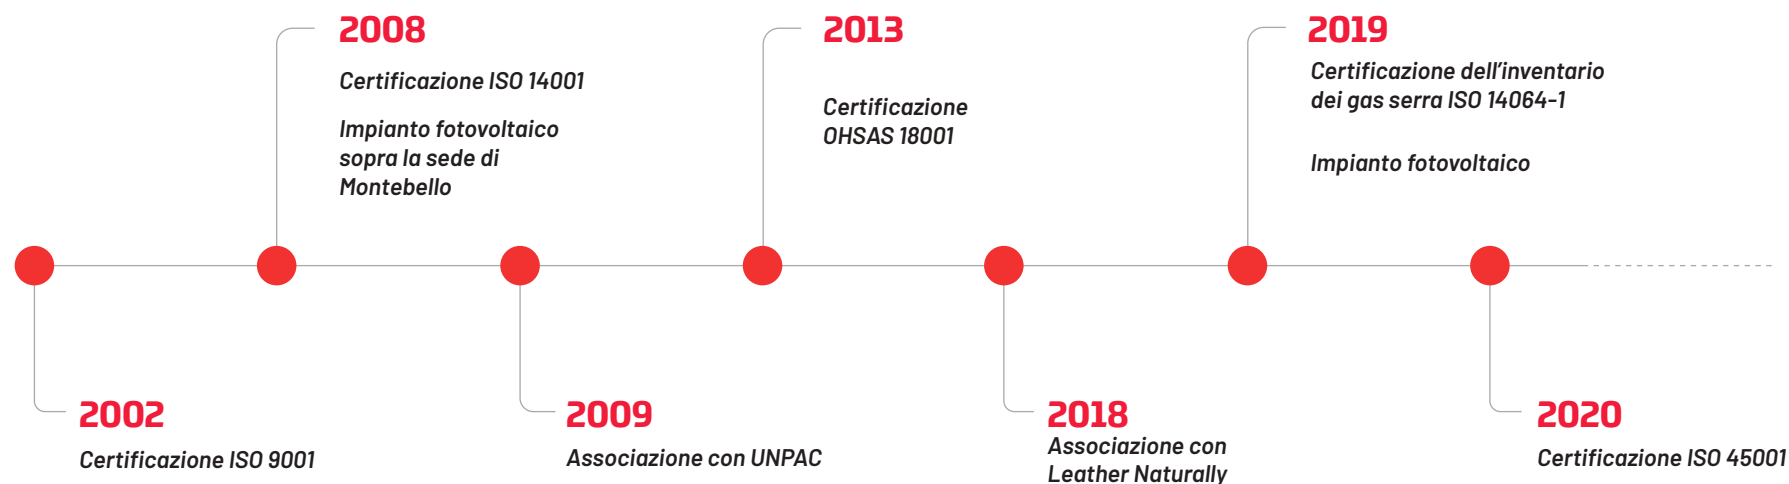 2008
Certificazione ISO 14001
Impianto fotovoltaico
sopra la sede di
Montebello
2013
Certificazione
OHSAS 18001
2019
Certificazione dell'inventario
dei gas serra ISO 14064-1
Impianto fotovoltaico
2002
Certificazione ISO 9001
2009
Associazione con UNPAC
2018
Associazione con
Leather Naturally
2020
Certificazione ISO 45001